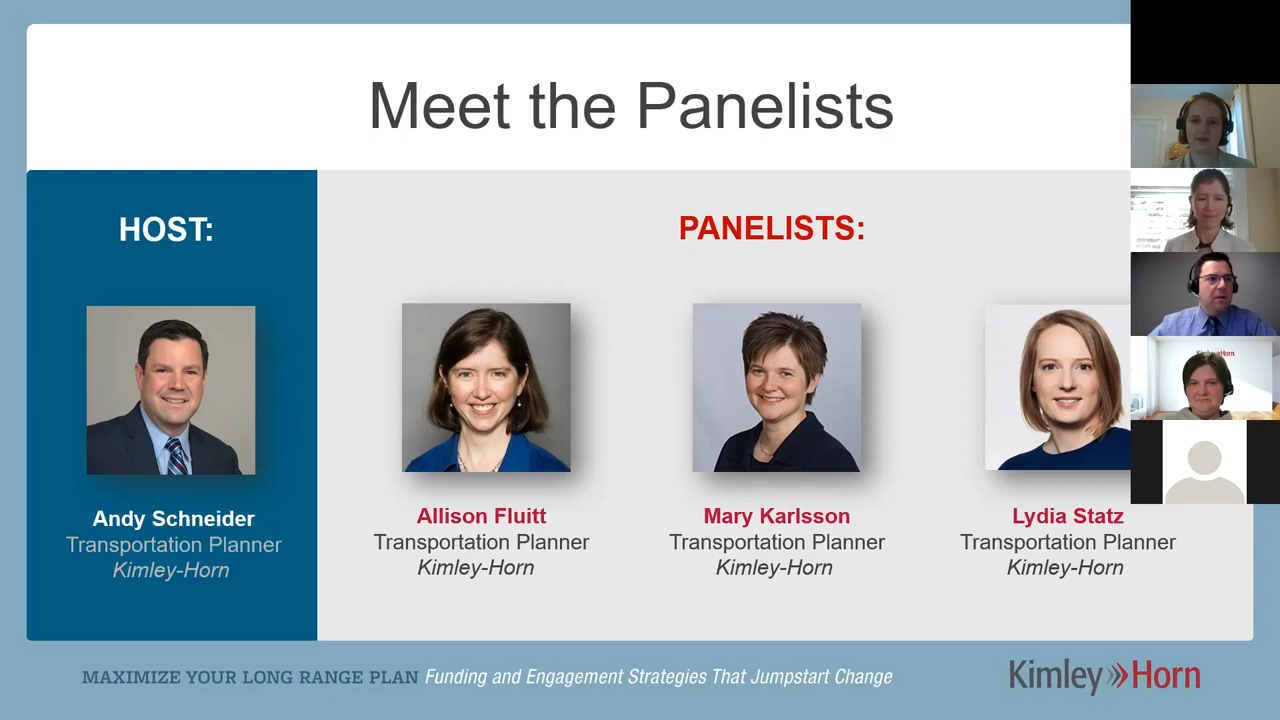 Meet the Panelists
HOST:
PANELISTS:
Andy Schneider
Transportation Planner
Kimley-Horn
Allison Fluitt
Transportation Planner
Kimley-Horn
Mary Karlsson
Transportation Planner
Kimley-Horn
Lydia Statz
Transportation Planner
Kimley-Horn
MAXIMIZE YOUR LONG RANGE PLAN Funding and Engagement Strategies That Jumpstart Change
Kimley»Horn
Kimley»Horn